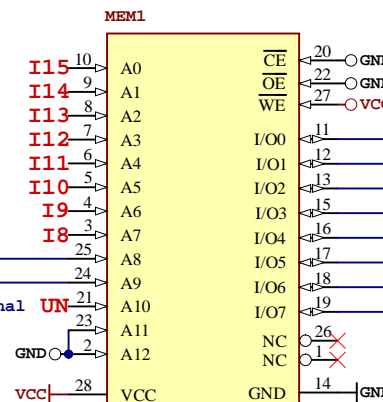 MEM1
I15 10 A0 CE 20 GND
I14 9 A1 OE 22 GND
I13 8 A2 WE 27 VCC
I12 7 A3 I/O0 11
I11 6 A4 I/O1 12
I10 5 A5 I/O2 13
I9 4 A6 I/O3 15
I8 3 A7 I/O4 16
25 A8 I/O5 17
24 A9 I/O6 18
nal UN 21 A10 I/O7 19
23 A11 NC 26
GND 2 A12 NC 1
VCC 28 VCC GND 14 GND